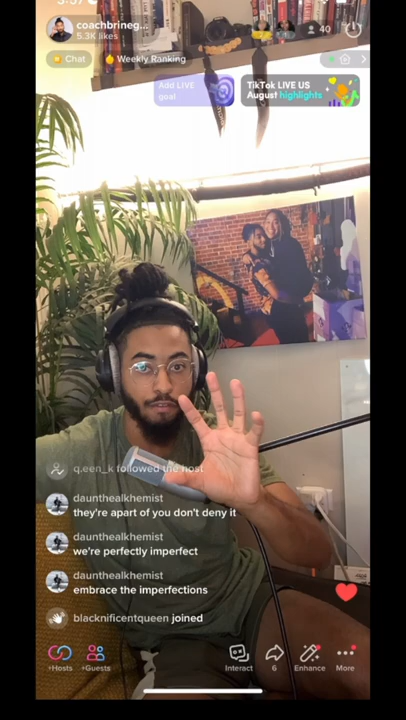 coachbrineg...
5.3K likes
40
Chat
Weekly Ranking
Add LIVE
goal
TikTok LIVE US
August highlights
q.een_k followed the host
daunthealkhemist
they're apart of you don't deny it
daunthealkhemist
we're perfectly imperfect
daunthealkhemist
embrace the imperfections
blacknificentqueen joined
+Hosts
+Guests
Interact
6
Enhance
More